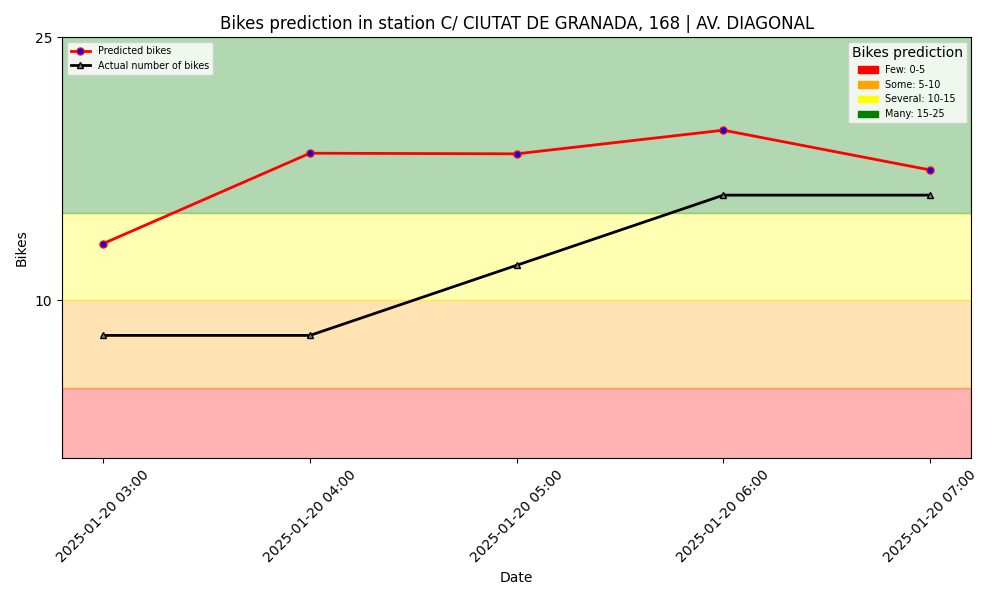 Bikes prediction in station C/ CIUTAT DE GRANADA, 168 | AV. DIAGONAL
Predicted bikes
Actual number of bikes
Bikes prediction
Few: 0-5
Some: 5-10
Several: 10-15
Many: 15-25
25
10
Bikes
2025-01-20 03:00
2025-01-20 04:00
2025-01-20 05:00
2025-01-20 06:00
2025-01-20 07:00
Date